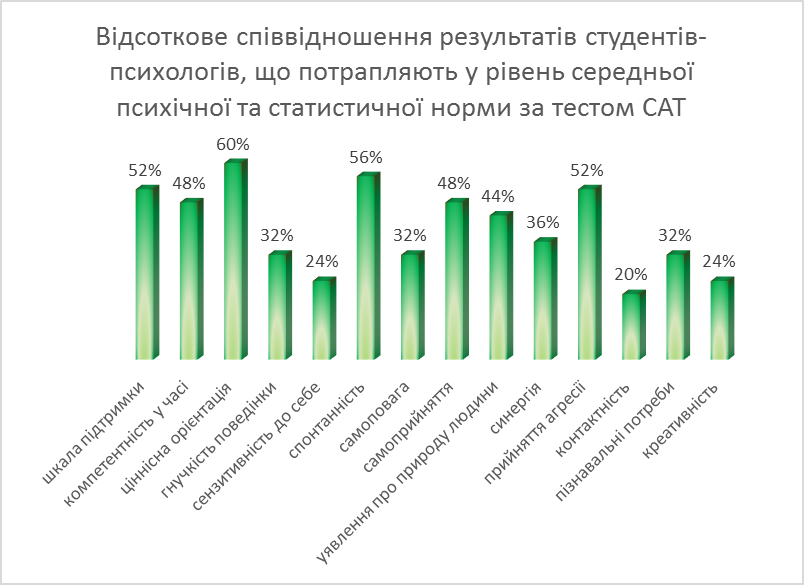 Відсоткове співвідношення результатів студентів-
психологів, що потрапляють у рівень середньої
психічної та статистичної норми за тестом САТ
52%
48%
60%
32%
24%
56%
32%
48%
44%
36%
52%
20%
32%
24%
шкала підтримки
компетентність у часі
ціннісна орієнтація
гнучкість поведінки
сензитивність до себе
спонтанність
самоповага
самоприйняття
уявлення про природу людини
синергія
прийняття агресії
контактність
пізнавальні потреби
креативність